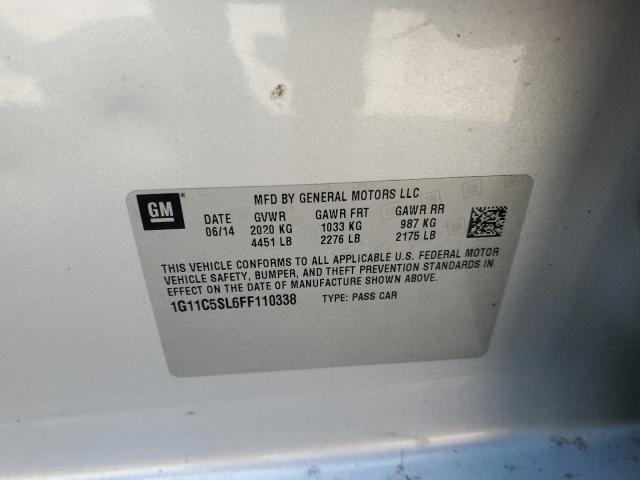 GM
MFD BY GENERAL MOTORS LLC
DATE GVWR GAWR FRT GAWR RR
06/14 2020 KG 1033 KG 987 KG
4451 LB 2276 LB 2175 LB
THIS VEHICLE CONFORMS TO ALL APPLICABLE U.S. FEDERAL MOTOR
VEHICLE SAFETY, BUMPER, AND THEFT PREVENTION STANDARDS IN
EFFECT ON THE DATE OF MANUFACTURE SHOWN ABOVE.
1G11C5SL6FF110338 TYPE: PASS CAR